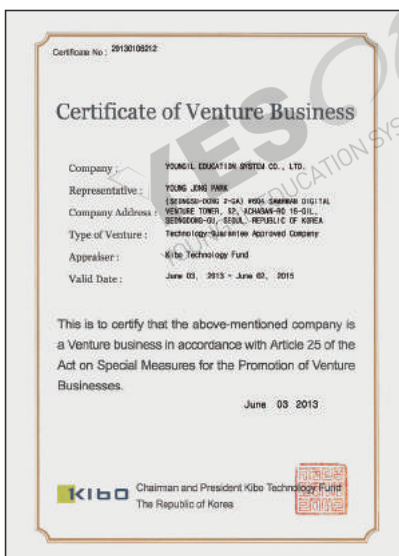 Certificate No : 20130106212
YESO
YOUNGIL EDUCATION SYS
Certificate of Venture Business
Company : YOUNGIL EDUCATION SYSTEM CO., LTD.
Representative : YOUNG JONG PARK
Company Address : (SEONGSU-DONG 2-GA) #604 SAMHWAN DIGITAL
VENTURE TOWER, 52, ACHASAN-RO 15-GIL,
SEONGDONG-GU, SEOUL, REPUBLIC OF KOREA
Type of Venture : Technology-Guarantee Approved Company
Appraiser : Kibo Technology Fund
Valid Date : June 03, 2013 ~ June 02, 2015
This is to certify that the above-mentioned company is
a Venture business in accordance with Article 25 of the
Act on Special Measures for the Promotion of Venture
Businesses.
June 03 2013
KIbO
Chairman and President Kibo Technology Fund
The Republic of Korea